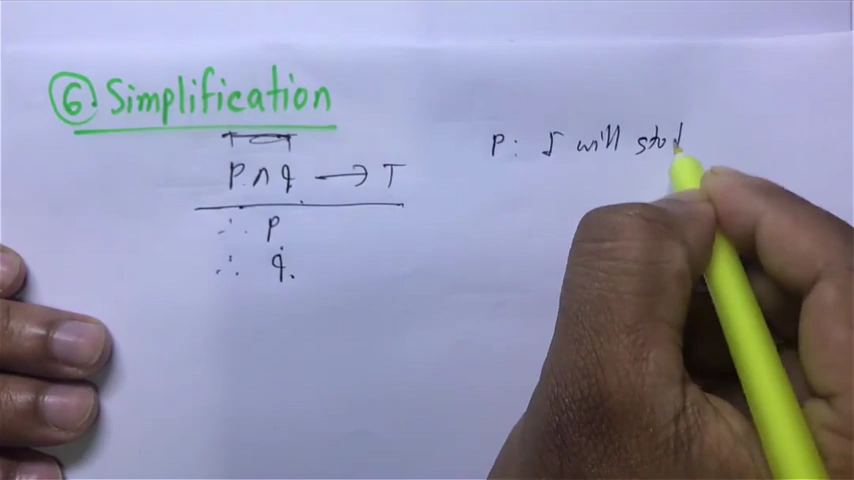 6. Simplification
P ∧ q → T
∴ P
∴ q.
P: I will stud